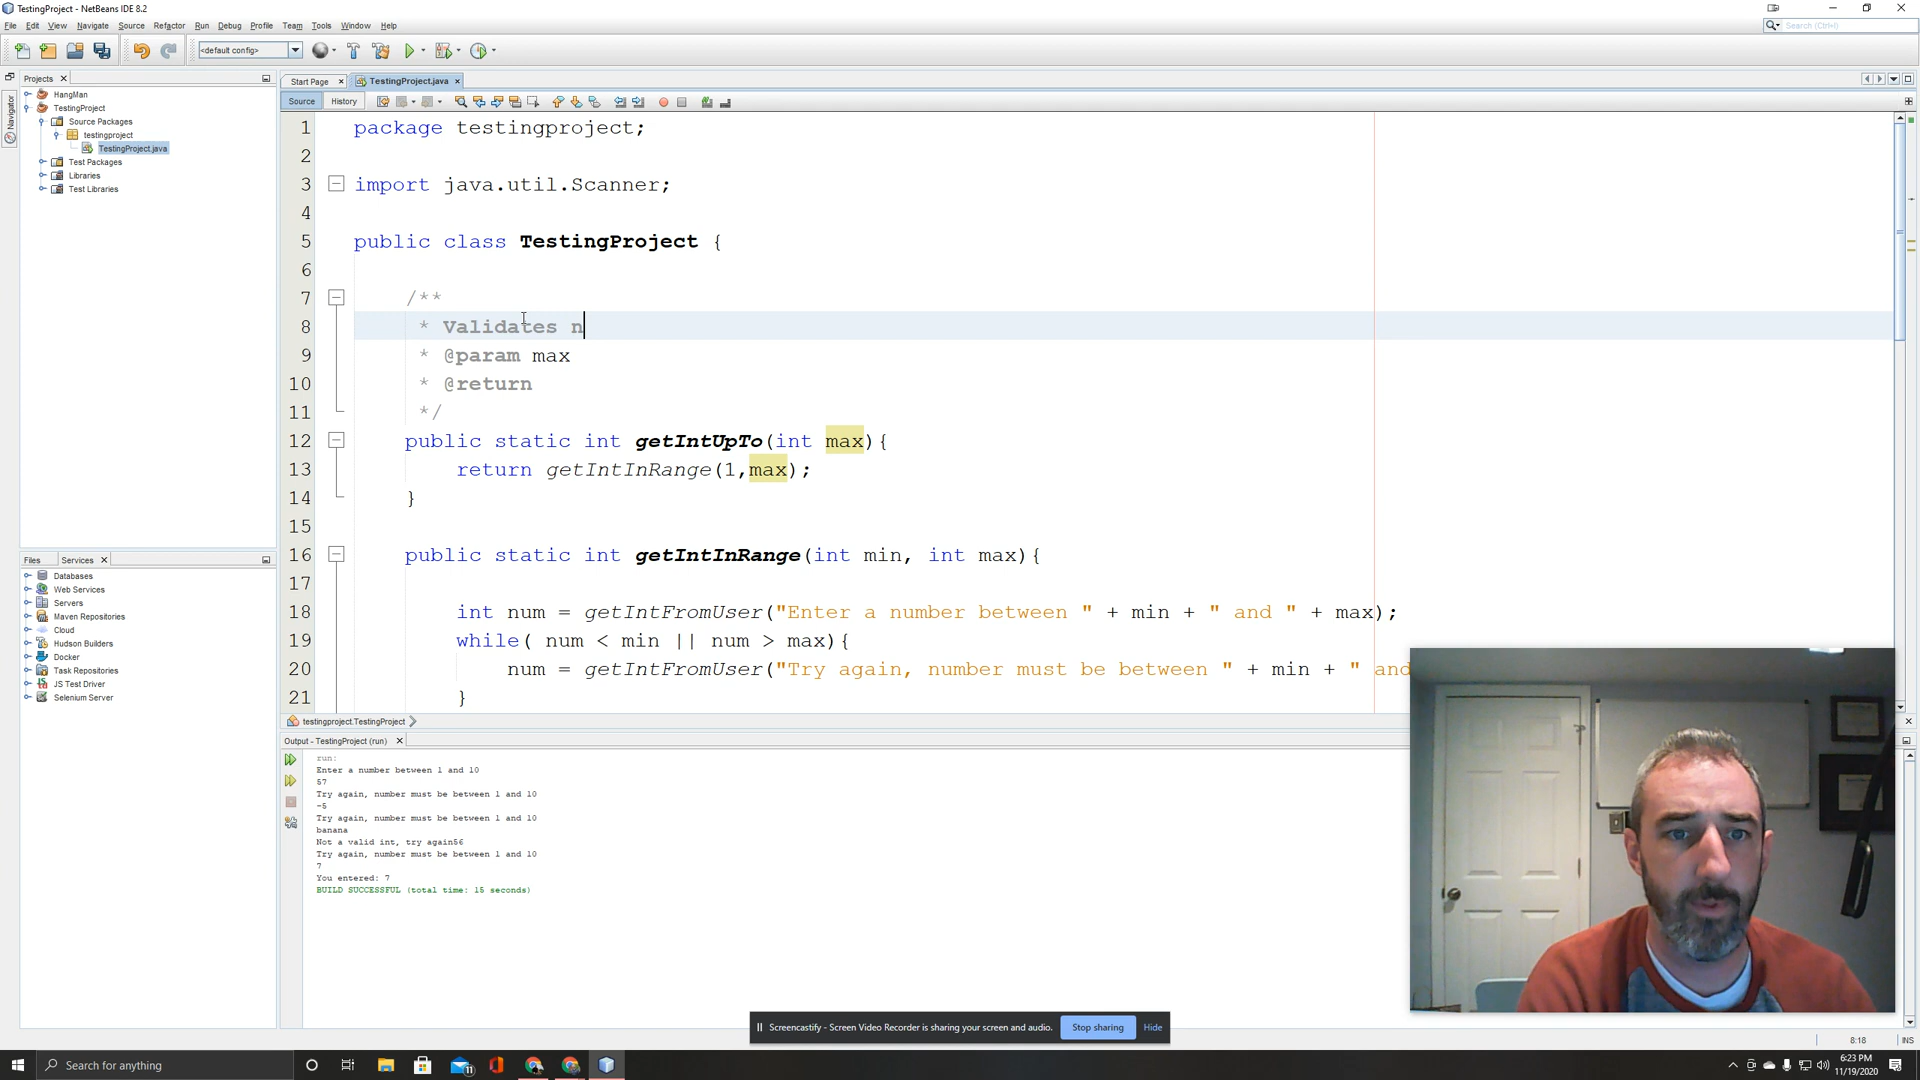 TestingProject - NetBeans IDE 8.2
File Edit View Navigate Source Refactor Run Debug Profile Team Tools Window Help
Search (Ctrl+I)
<default config>
Projects
Start Page
TestingProject.java
Source
History
Navigator
HangMan
TestingProject
Source Packages
testingproject
TestingProject.java
Test Packages
Libraries
Test Libraries
1 package testingproject;
2
3 import java.util.Scanner;
4
5 public class TestingProject {
6
7 /**
8 * Validates n
9 * @param max
10 * @return
11 */
12 public static int getIntUpTo(int max){
13 return getIntInRange(1,max);
14 }
15
16 public static int getIntInRange(int min, int max){
17
18 int num = getIntFromUser("Enter a number between " + min + " and " + max);
19 while( num < min || num > max){
20 num = getIntFromUser("Try again, number must be between " + min + " and
21 }
testingproject.TestingProject
Files
Services
Databases
Web Services
Servers
Maven Repositories
Cloud
Hudson Builders
Docker
Task Repositories
JS Test Driver
Selenium Server
Output - TestingProject (run)
run:
Enter a number between 1 and 10
57
Try again, number must be between 1 and 10
-5
Try again, number must be between 1 and 10
banana
Not a valid int, try again56
Try again, number must be between 1 and 10
7
You entered: 7
BUILD SUCCESSFUL (total time: 15 seconds)
Screencastify - Screen Video Recorder is sharing your screen and audio.
Stop sharing
Hide
8:18
INS
Search for anything
11
6:23 PM
11/19/2020